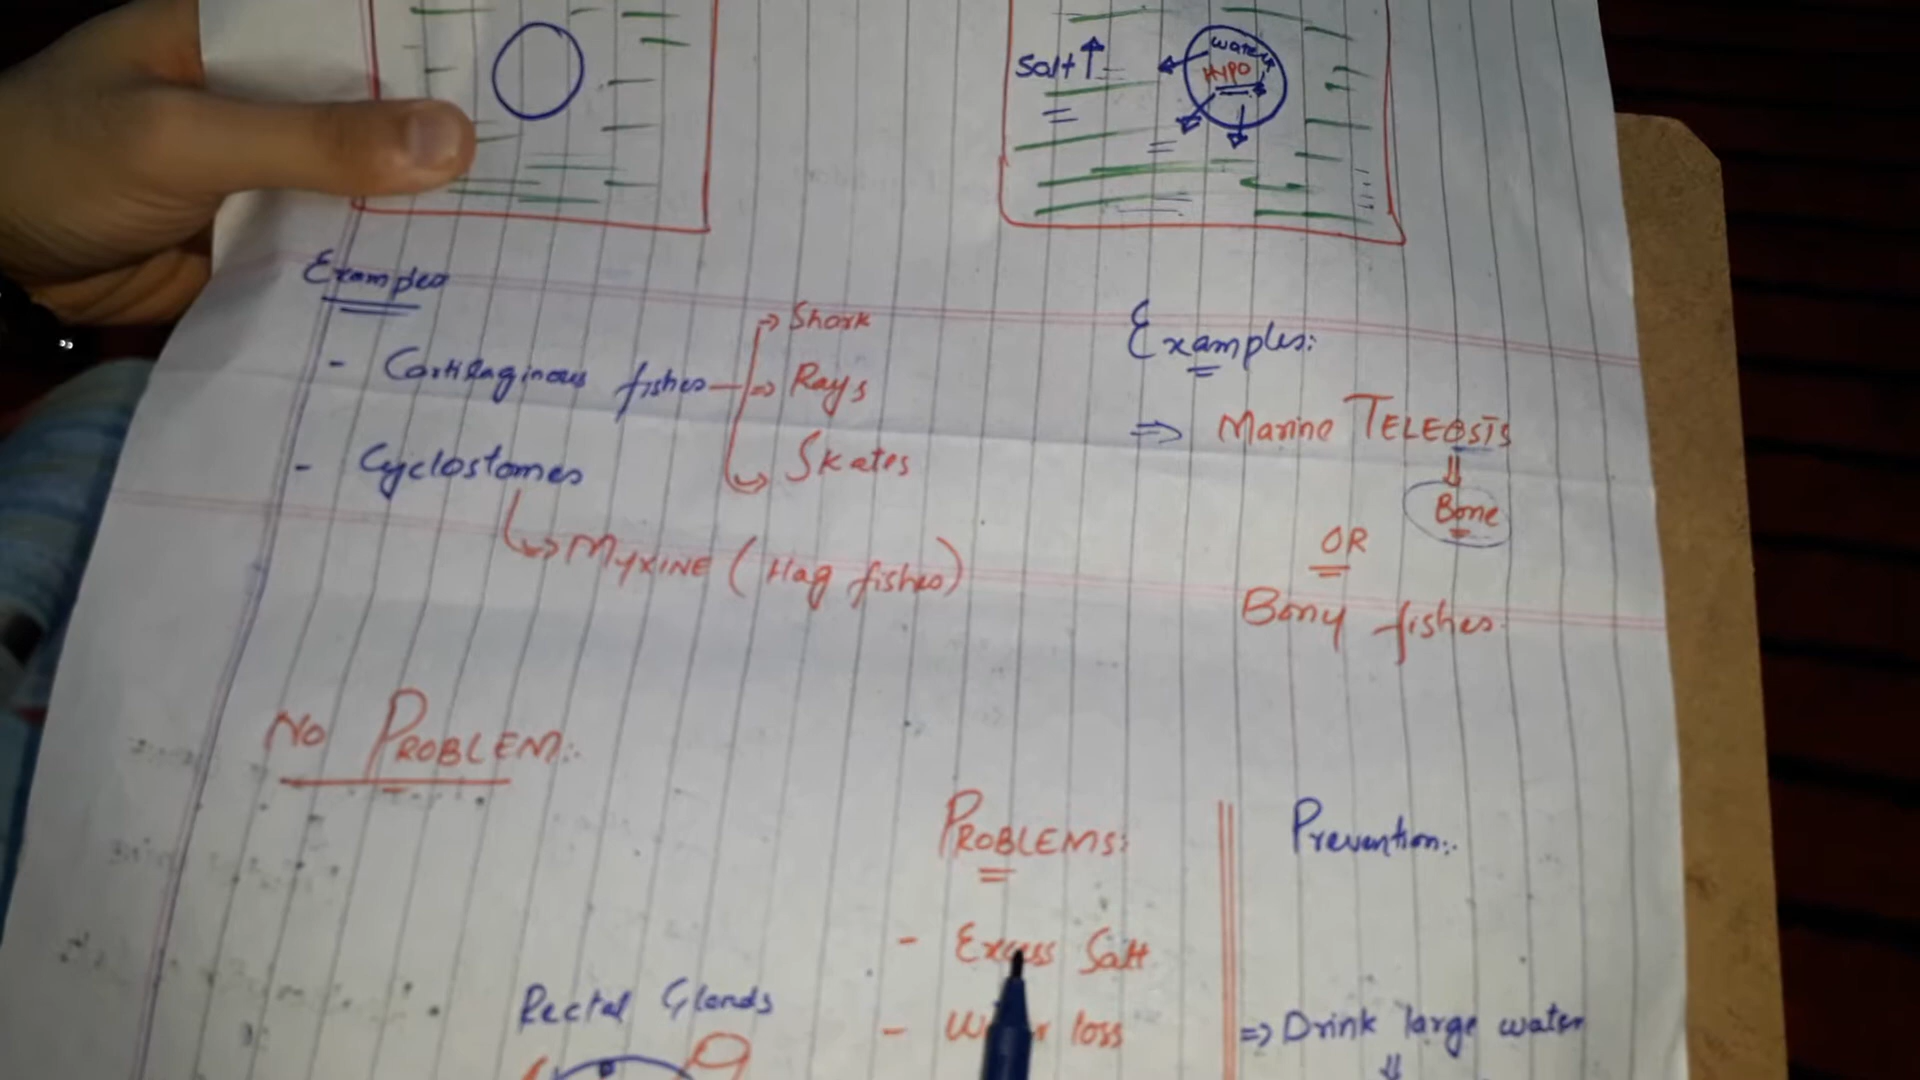 Salt↑
water
HYPO
Examples
- Cartilaginous fishes
→ Shark
→ Rays
→ Skates
- Cyclostomes
→ MYXINE (Hag fishes)
NO PROBLEM:
Rectal Glands
Examples:
⇒ Marine TELEOSTS
⇓
Bone
OR
Bony fishes
PROBLEMS:
- Excess Salt
- Water loss
Prevention:
⇒ Drink large water
⇓